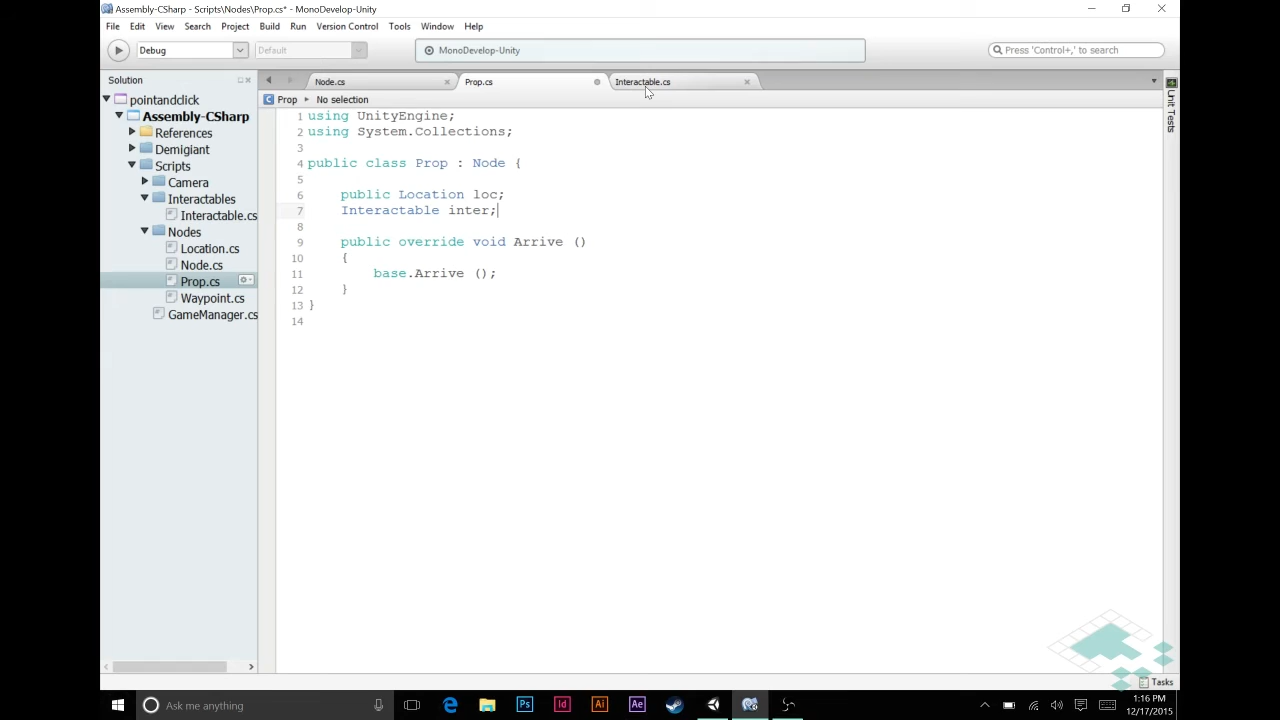 Assembly-CSharp - Scripts\Nodes\Prop.cs* - MonoDevelop-Unity
File Edit View Search Project Build Run Version Control Tools Window Help
Debug Default MonoDevelop-Unity Press 'Control+,' to search
Solution
pointandclick
Assembly-CSharp
References
Demigiant
Scripts
Camera
Interactables
Interactable.cs
Nodes
Location.cs
Node.cs
Prop.cs
Waypoint.cs
GameManager.cs
Node.cs Prop.cs Interactable.cs
Prop No selection
1 using UnityEngine;
2 using System.Collections;
3
4 public class Prop : Node {
5
6 public Location loc;
7 Interactable inter;
8
9 public override void Arrive ()
10 {
11 base.Arrive ();
12 }
13 }
14
Unit Tests
Tasks
Ask me anything
Ps Id Ai Ae
1:16 PM
12/17/2015